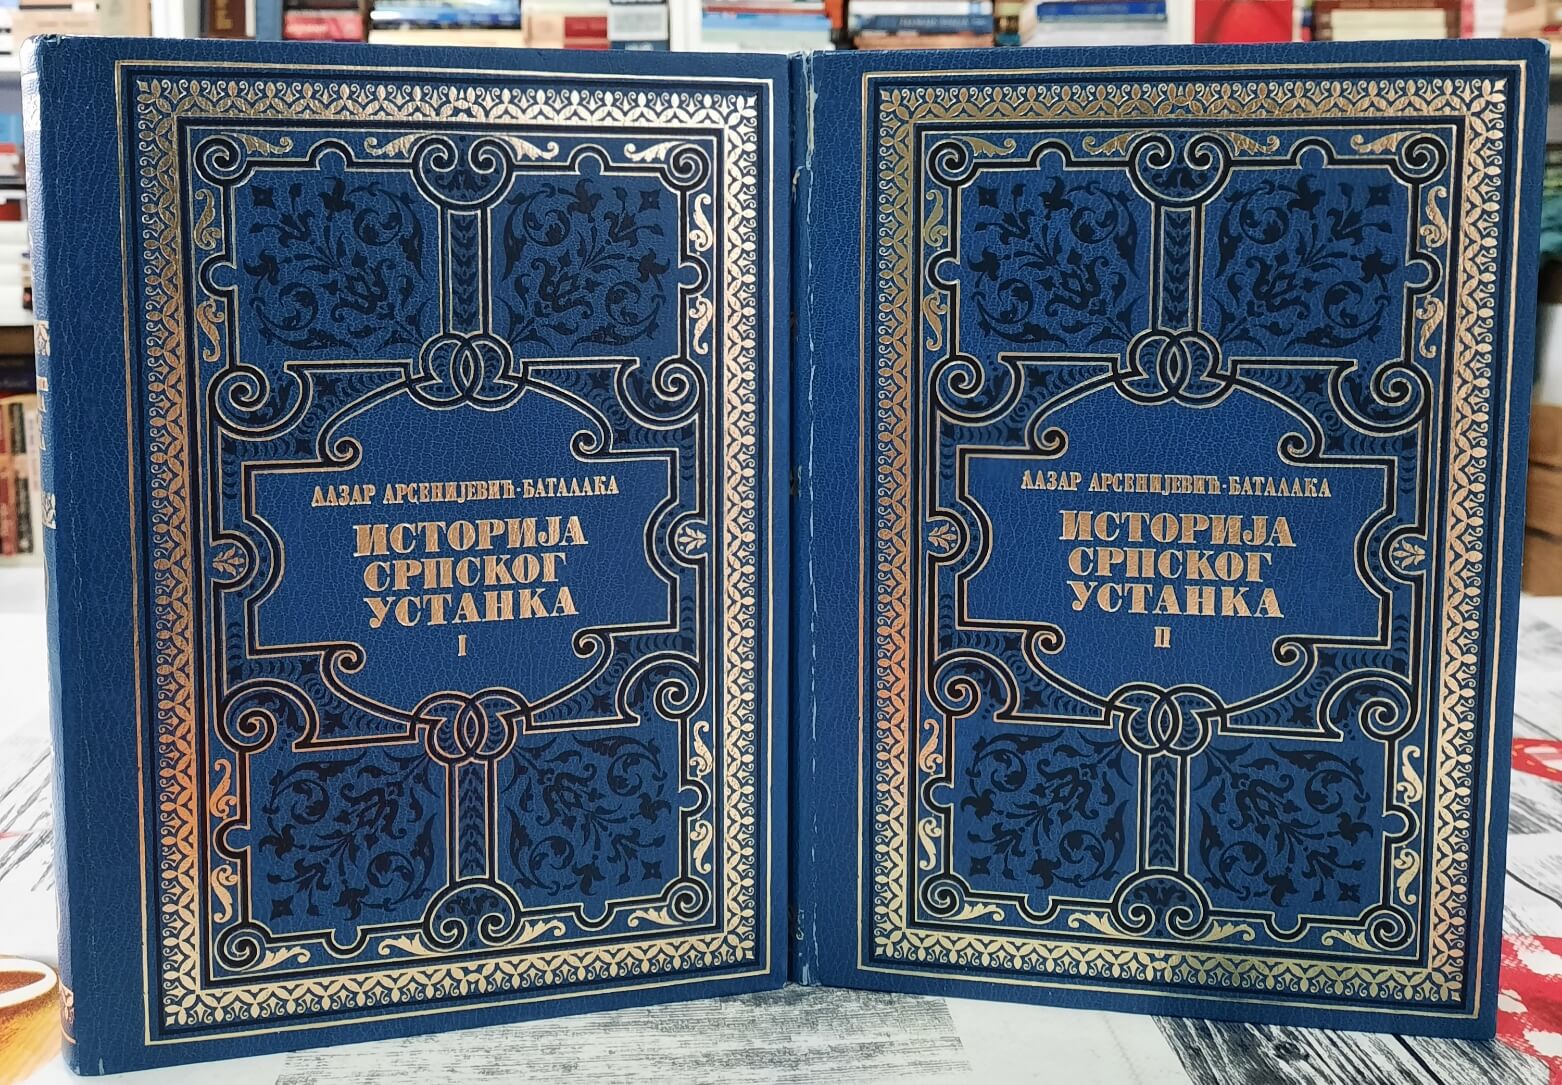 ЛАЗАР АРСЕНИЈЕВИЋ-БАТАЛАКА
ИСТОРИЈА
СРПСКОГ
УСТАНКА
I
ЛАЗАР АРСЕНИЈЕВИЋ-БАТАЛАКА
ИСТОРИЈА
СРПСКОГ
УСТАНКА
II